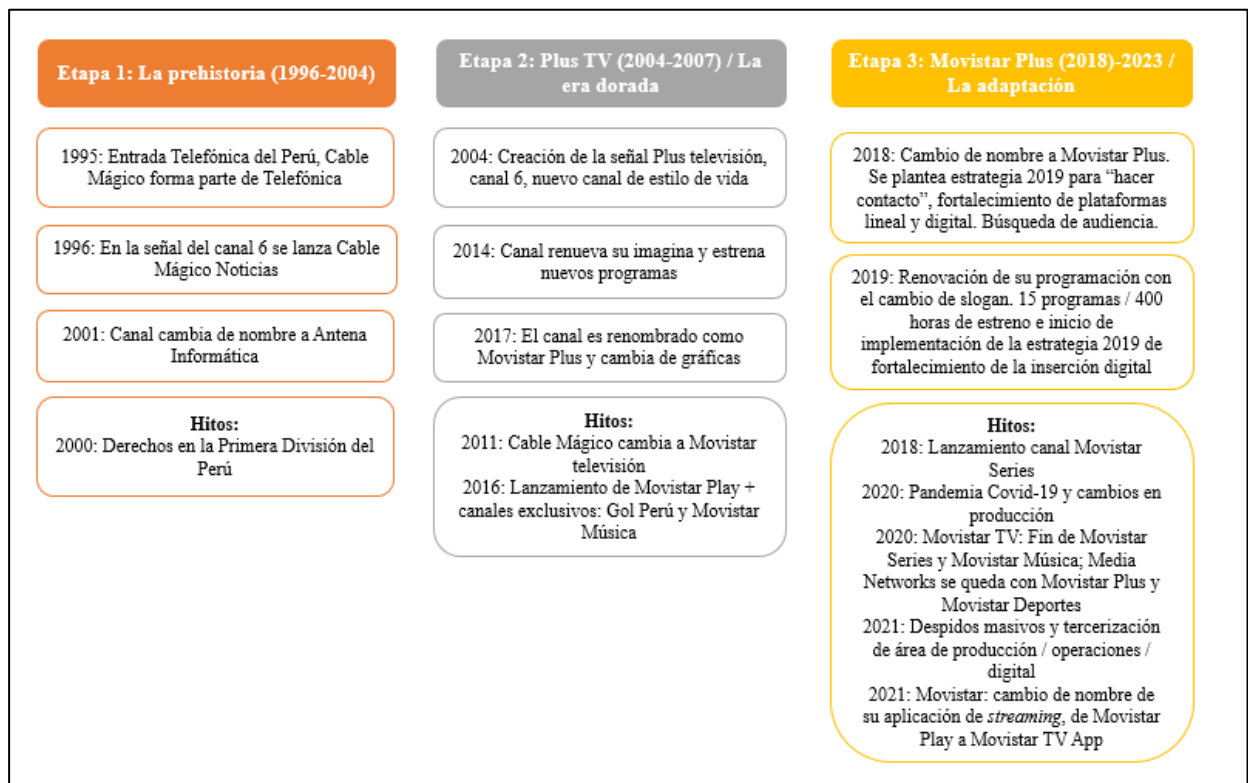 Etapa 1: La prehistoria (1996-2004)
1995: Entrada Telefónica del Perú, Cable
Mágico forma parte de Telefónica
1996: En la señal del canal 6 se lanza Cable
Mágico Noticias
2001: Canal cambia de nombre a Antena
Informática
Hitos:
2000: Derechos en la Primera División del
Perú
Etapa 2: Plus TV (2004-2007) / La
era dorada
2004: Creación de la señal Plus televisión,
canal 6, nuevo canal de estilo de vida
2014: Canal renueva su imagina y estrena
nuevos programas
2017: El canal es renombrado como
Movistar Plus y cambia de gráficas
Hitos:
2011: Cable Mágico cambia a Movistar
televisión
2016: Lanzamiento de Movistar Play +
canales exclusivos: Gol Perú y Movistar
Música
Etapa 3: Movistar Plus (2018)-2023 /
La adaptación
2018: Cambio de nombre a Movistar Plus.
Se plantea estrategia 2019 para “hacer
contacto”, fortalecimiento de plataformas
lineal y digital. Búsqueda de audiencia.
2019: Renovación de su programación con
el cambio de slogan. 15 programas / 400
horas de estreno e inicio de
implementación de la estrategia 2019 de
fortalecimiento de la inserción digital
Hitos:
2018: Lanzamiento canal Movistar
Series
2020: Pandemia Covid-19 y cambios en
producción
2020: Movistar TV: Fin de Movistar
Series y Movistar Música; Media
Networks se queda con Movistar Plus y
Movistar Deportes
2021: Despidos masivos y tercerización
de área de producción / operaciones /
digital
2021: Movistar: cambio de nombre de
su aplicación de streaming, de Movistar
Play a Movistar TV App